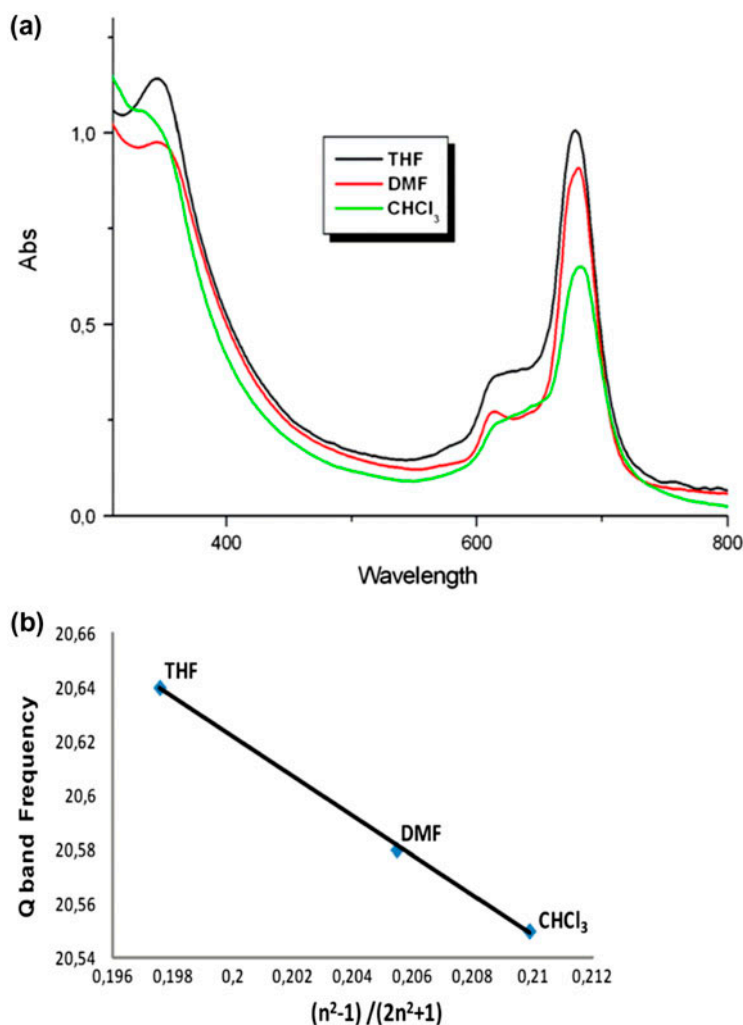 (a)
Abs
1,0
0,5
0,0
THF
DMF
CHCl₃
400
600
800
Wavelength
(b)
Q band Frequency
20,66
20,64
20,62
20,6
20,58
20,56
20,54
THF
DMF
CHCl₃
0,196 0,198 0,2 0,202 0,204 0,206 0,208 0,21 0,212
(n²-1) /(2n²+1)